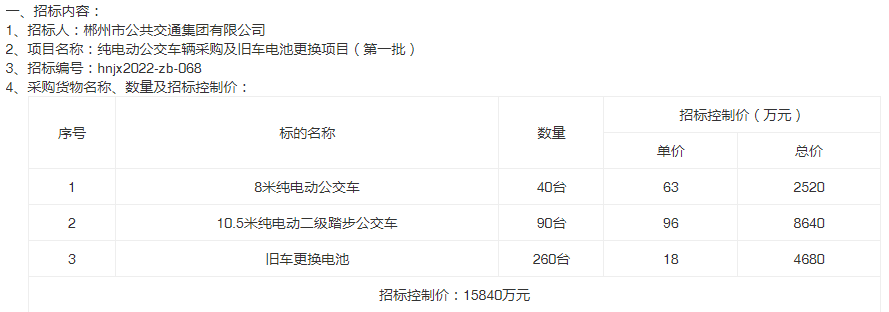 一、招标内容：
1、招标人：郴州市公共交通集团有限公司
2、项目名称：纯电动公交车辆采购及旧车电池更换项目（第一批）
3、招标编号：hnjx2022-zb-068
4、采购货物名称、数量及招标控制价：
序号 标的名称 数量 招标控制价（万元）
单价 总价
1 8米纯电动公交车 40台 63 2520
2 10.5米纯电动二级踏步公交车 90台 96 8640
3 旧车更换电池 260台 18 4680
招标控制价：15840万元